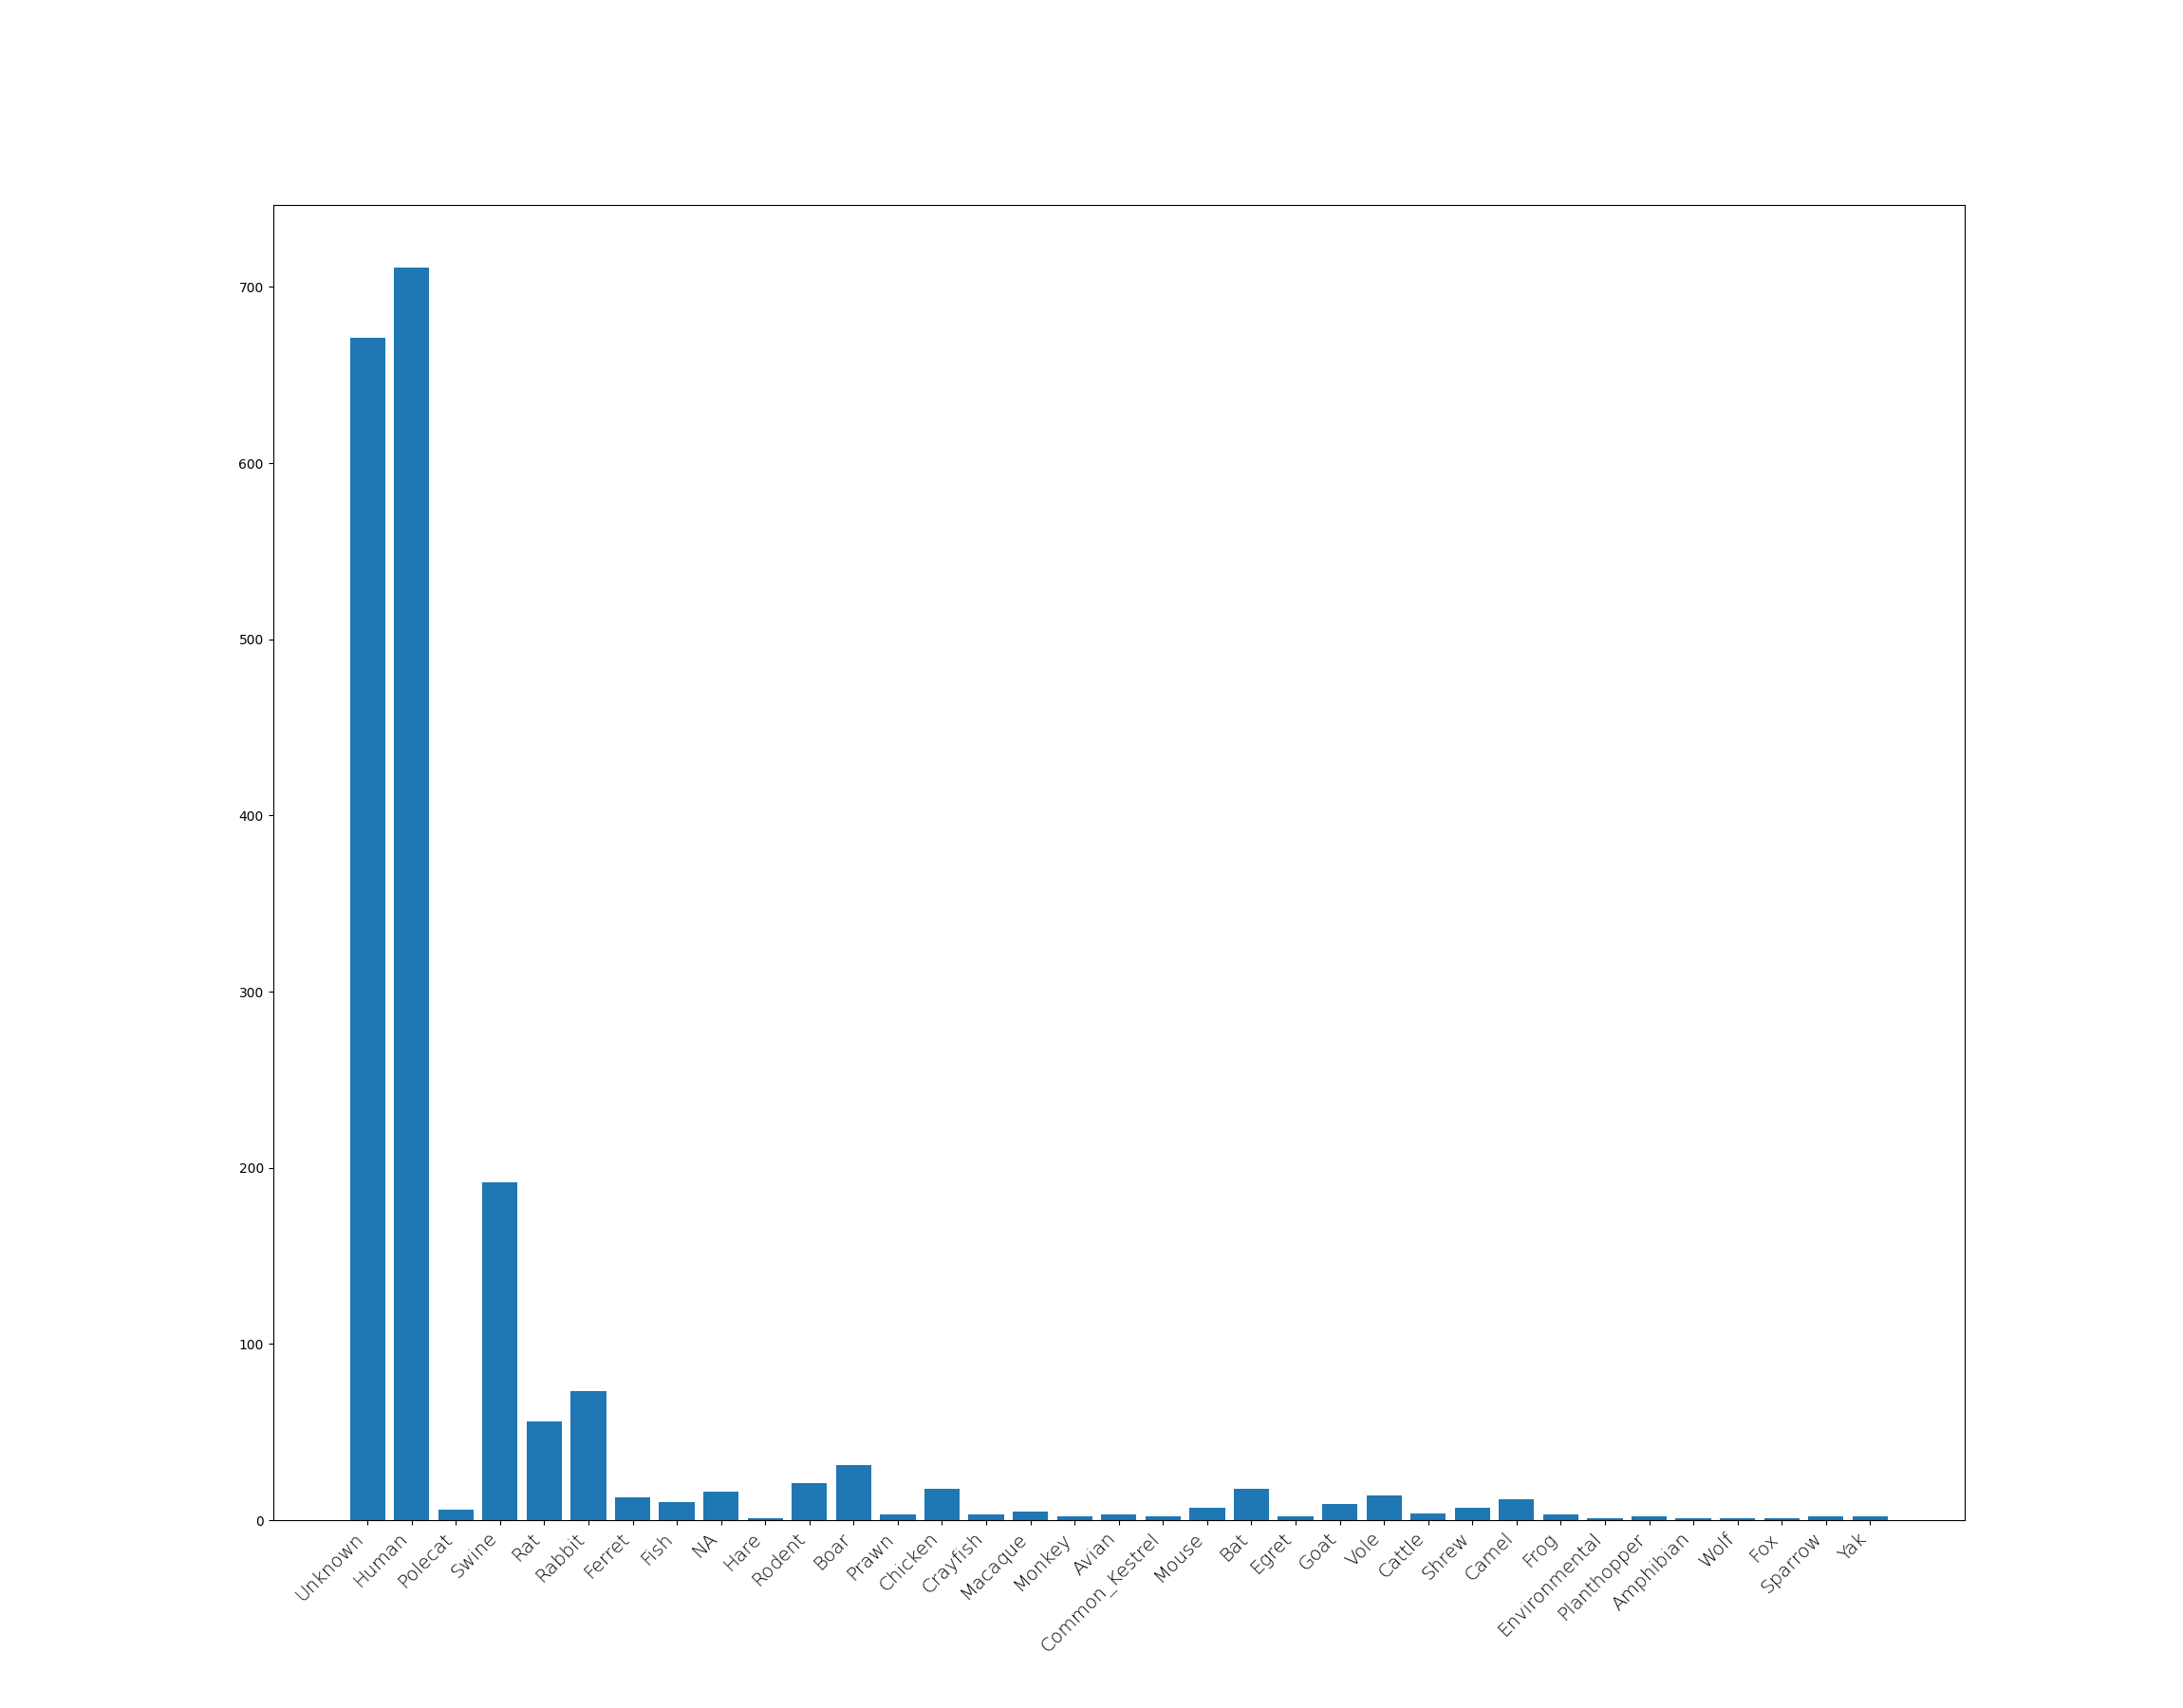 700
600
500
400
300
200
100
0
Unknown
Human
Polecat
Swine
Rat
Rabbit
Ferret
Fish
NA
Hare
Rodent
Boar
Prawn
Chicken
Crayfish
Macaque
Monkey
Avian
Common_Kestrel
Mouse
Bat
Egret
Goat
Vole
Cattle
Shrew
Camel
Frog
Environmental
Planthopper
Amphibian
Wolf
Fox
Sparrow
Yak